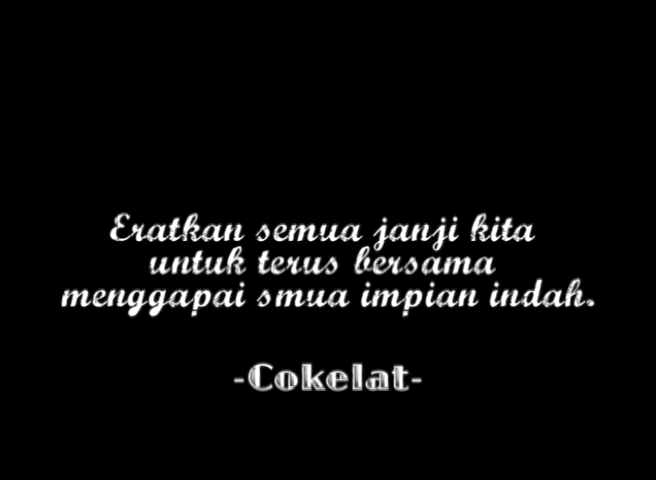 Eratkan semua janji kita
untuk terus bersama
menggapai smua impian indah.
-Cokelat-